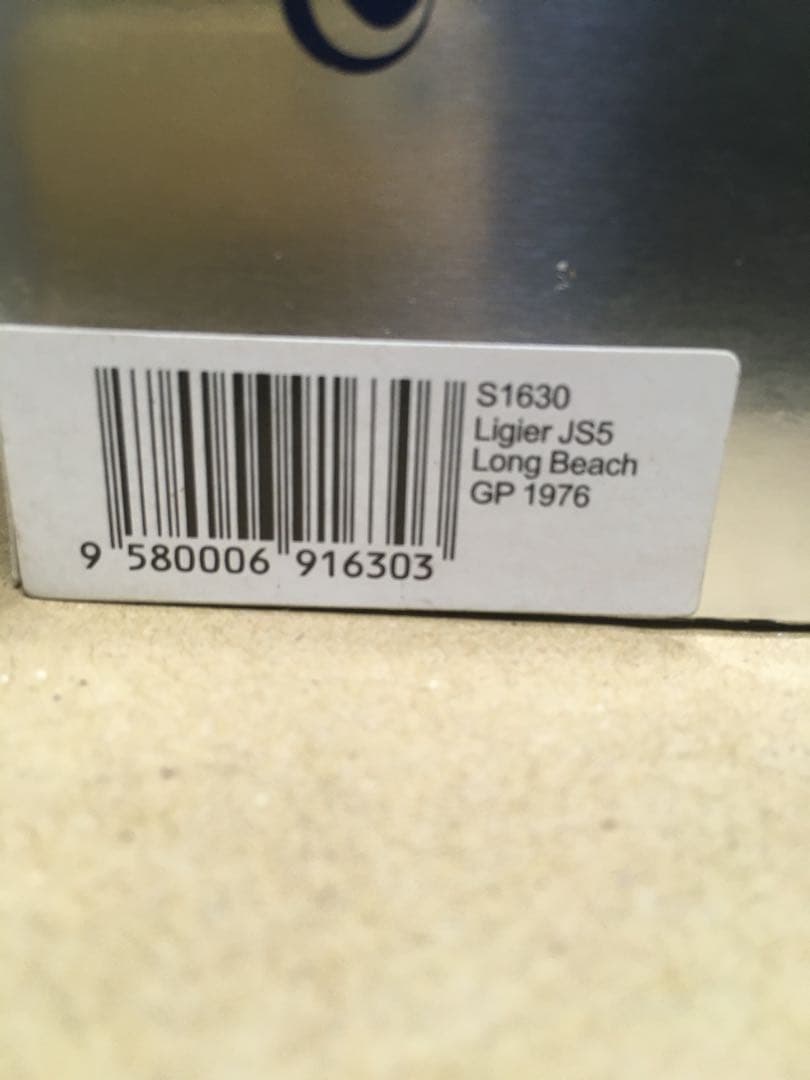 S1630
Ligier JS5
Long Beach
GP 1976
9 580006 916303